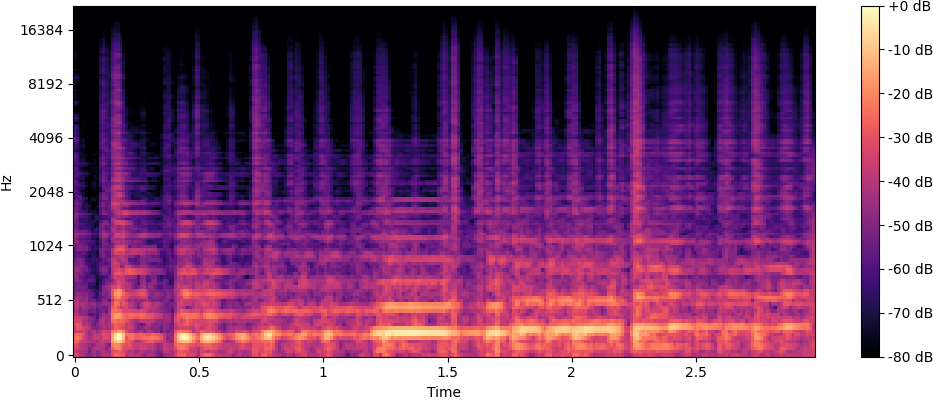 +0 dB
16384
-10 dB
8192
-20 dB
4096
-30 dB
Hz
2048
-40 dB
1024
-50 dB
-60 dB
512
-70 dB
0
-80 dB
0 0.5 1 1.5 2 2.5
Time